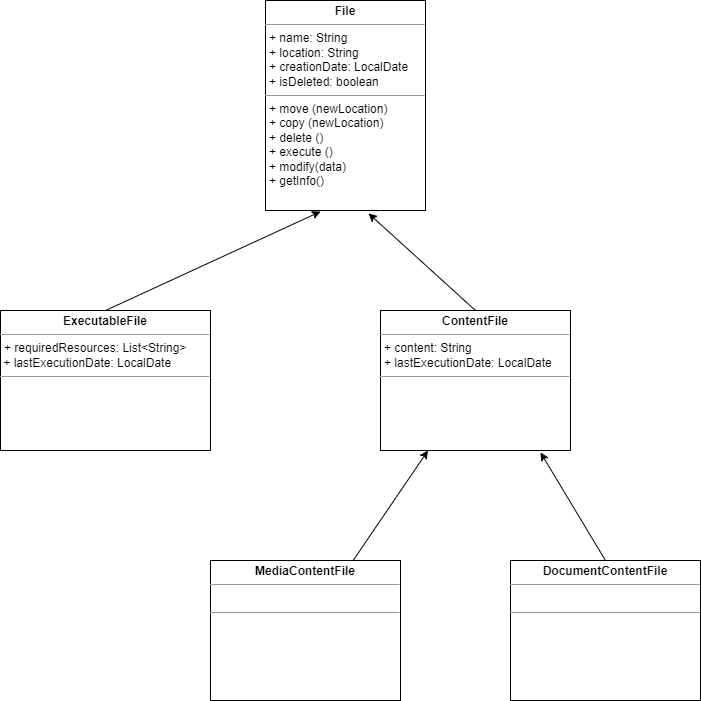 File
+ name: String
+ location: String
+ creationDate: LocalDate
+ isDeleted: boolean
+ move (newLocation)
+ copy (newLocation)
+ delete ()
+ execute ()
+ modify(data)
+ getInfo()
ExecutableFile
+ requiredResources: List<String>
+ lastExecutionDate: LocalDate
ContentFile
+ content: String
+ lastExecutionDate: LocalDate
MediaContentFile
DocumentContentFile